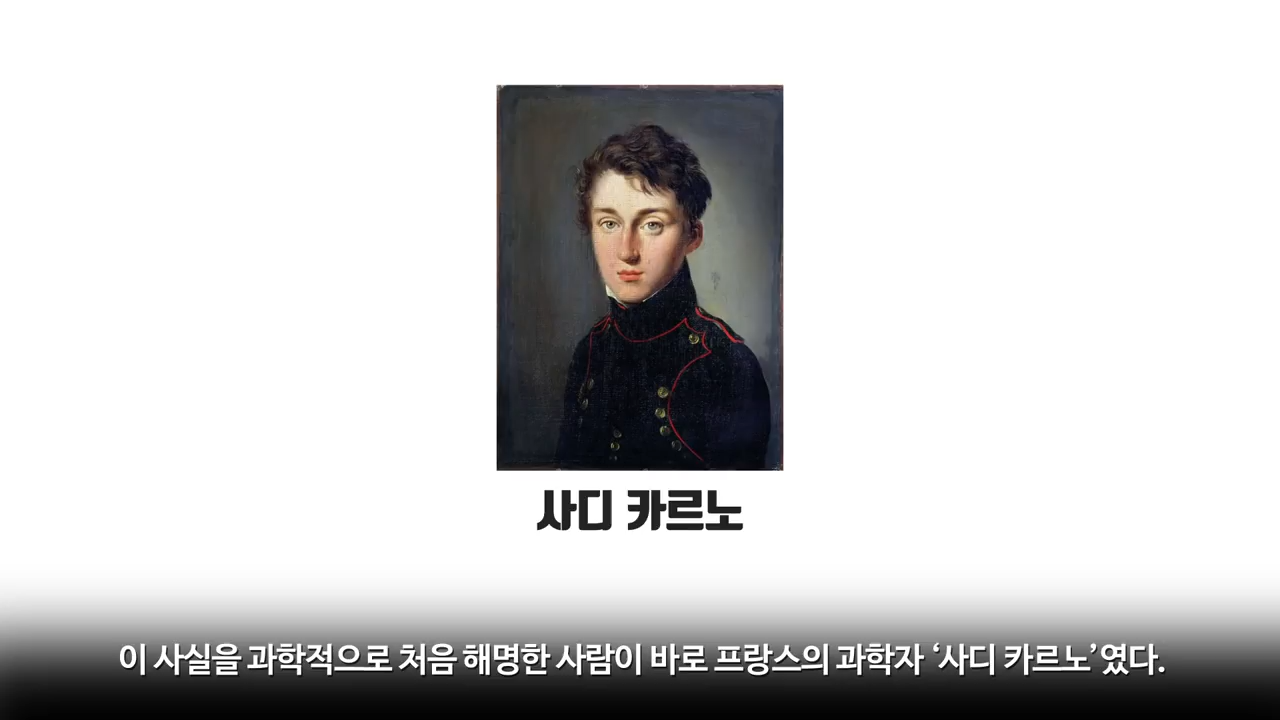 사디 카르노
이 사실을 과학적으로 처음 해명한 사람이 바로 프랑스의 과학자 ‘사디 카르노’였다.